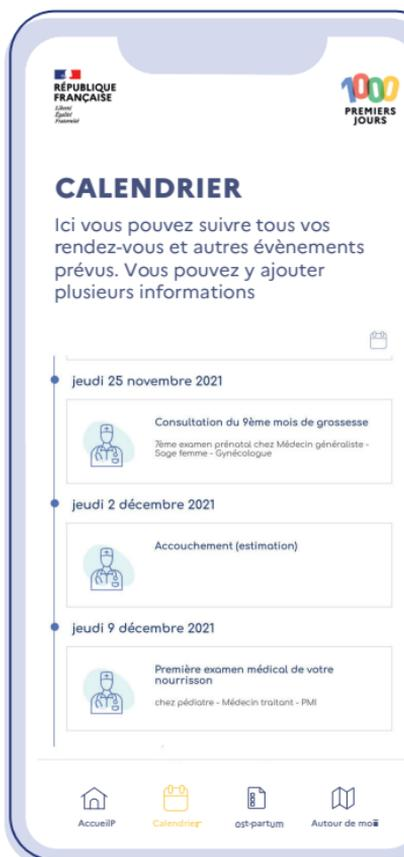 RÉPUBLIQUE
FRANÇAISE
Liberté
Égalité
Fraternité
1000
PREMIERS
JOURS
CALENDRIER
Ici vous pouvez suivre tous vos
rendez-vous et autres évènements
prévus. Vous pouvez y ajouter
plusieurs informations
jeudi 25 novembre 2021
Consultation du 9ème mois de grossesse
7ème examen prénatal chez Médecin généraliste -
Sage femme - Gynécologue
jeudi 2 décembre 2021
Accouchement (estimation)
jeudi 9 décembre 2021
Première examen médical de votre
nourrisson
chez pédiatre - Médecin traitant - PMI
AccueilP
Calendrier
ost-partum
Autour de moi